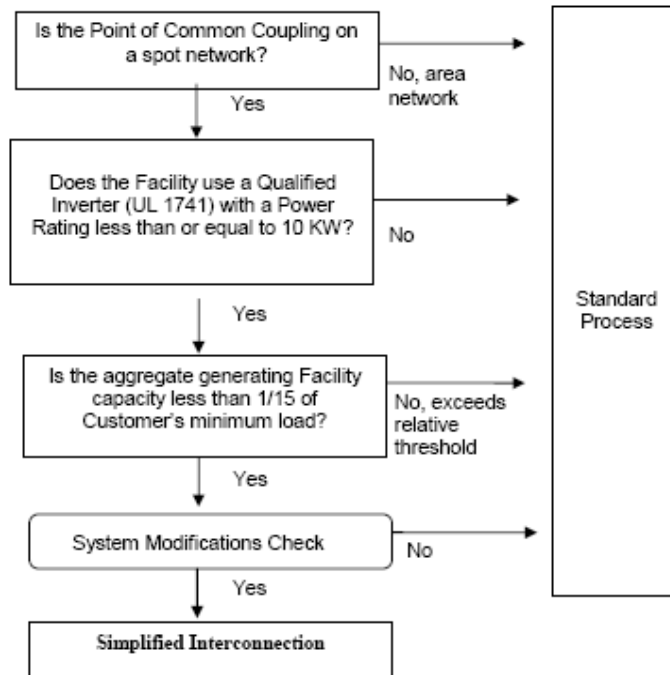 Is the Point of Common Coupling on
a spot network?
No, area
network
Yes
Does the Facility use a Qualified
Inverter (UL 1741) with a Power
Rating less than or equal to 10 KW?
No
Yes
Is the aggregate generating Facility
capacity less than 1/15 of
Customer's minimum load?
No, exceeds
relative
threshold
Yes
System Modifications Check
No
Yes
Simplified Interconnection
Standard
Process